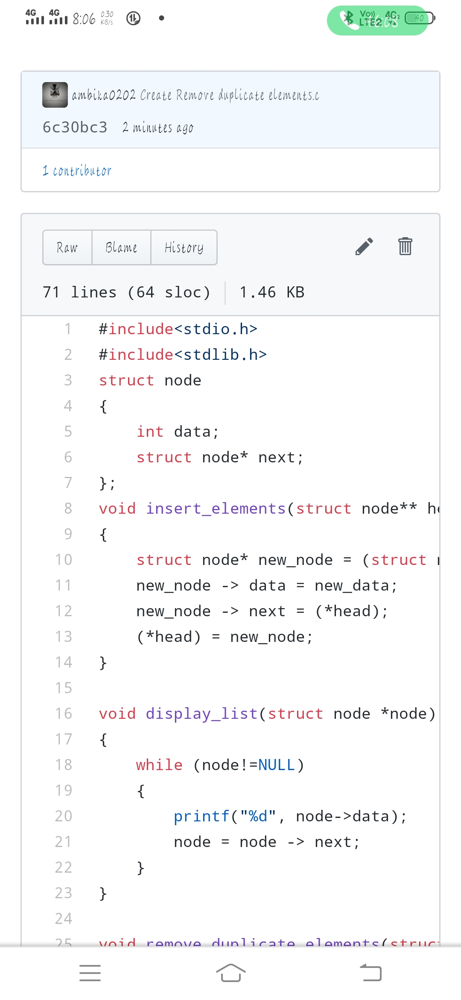 4G 4G 8:06 0.30 KB/s 46:08 Vo)) LTE2 4G2 40
ambika0202 Create Remove duplicate elements.c
6c30bc3 2 minutes ago
1 contributor
Raw Blame History
71 lines (64 sloc) 1.46 KB
1 #include<stdio.h>
2 #include<stdlib.h>
3 struct node
4 {
5 int data;
6 struct node* next;
7 };
8 void insert_elements(struct node** he
9 {
10 struct node* new_node = (struct
11 new_node -> data = new_data;
12 new_node -> next = (*head);
13 (*head) = new_node;
14 }
15
16 void display_list(struct node *node)
17 {
18 while (node!=NULL)
19 {
20 printf("%d", node->data);
21 node = node -> next;
22 }
23 }
24
25 void remove_duplicate_elements(struct